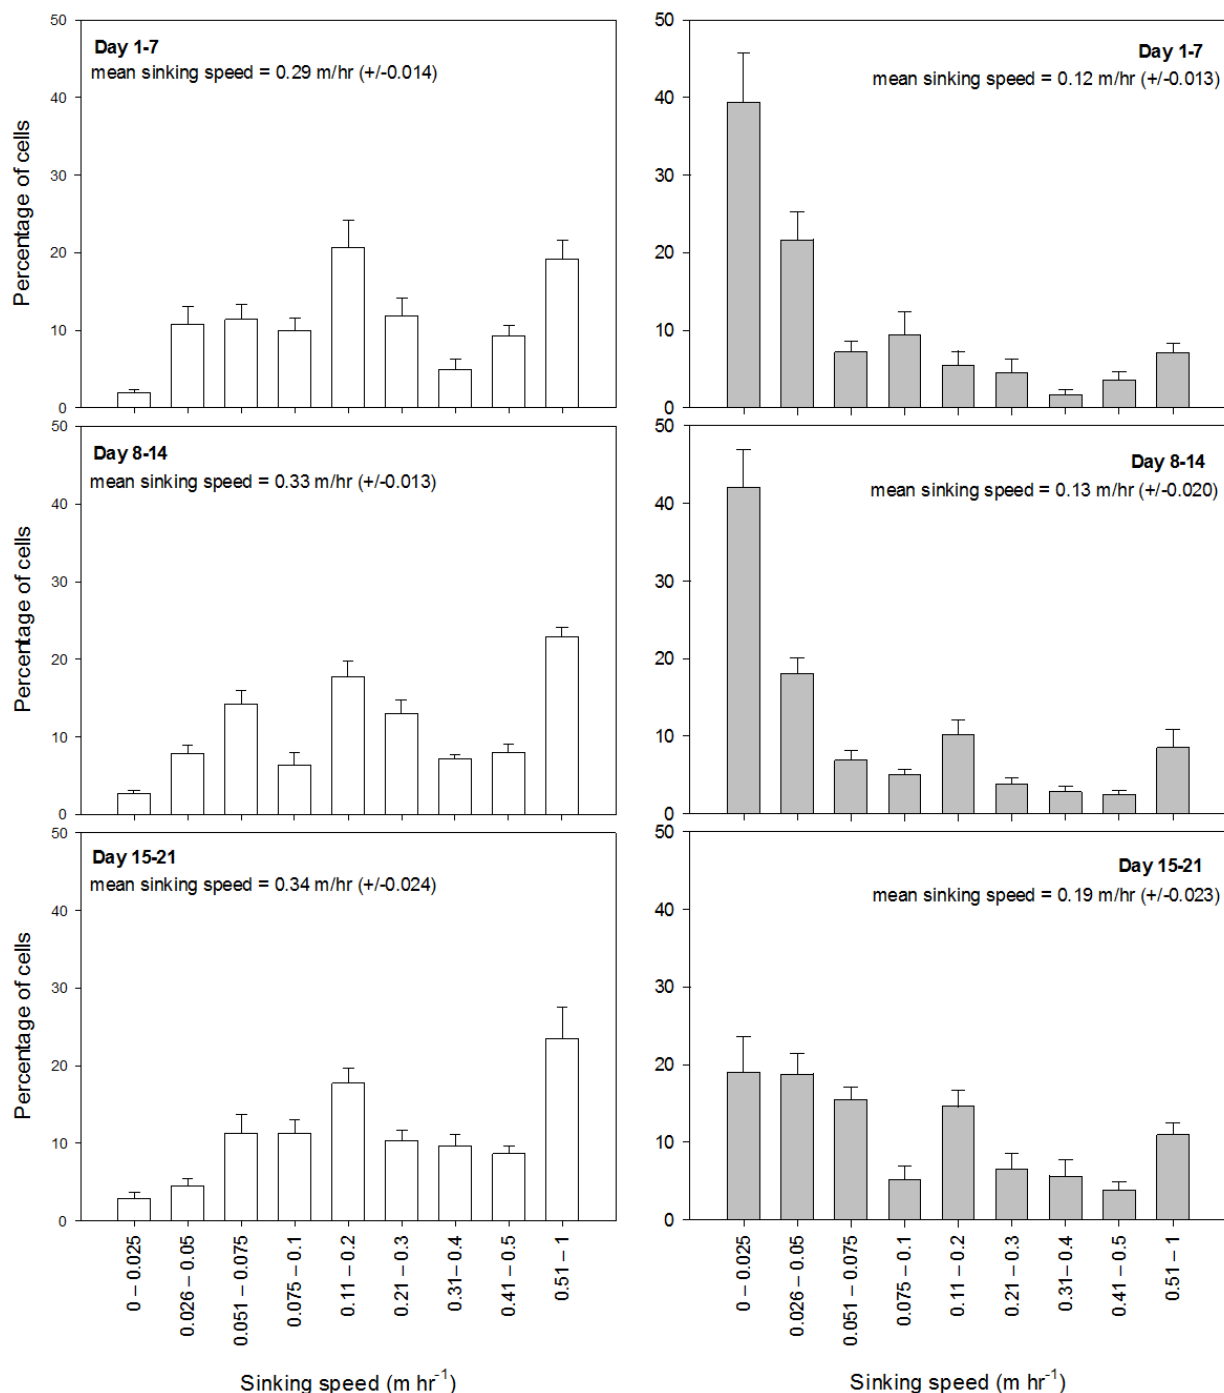 50
40
30
20
10
0
Percentage of cells
Day 1-7
mean sinking speed = 0.29 m/hr (+/-0.014)
50
40
30
20
10
0
Day 1-7
mean sinking speed = 0.12 m/hr (+/-0.013)
50
40
30
20
10
0
Percentage of cells
Day 8-14
mean sinking speed = 0.33 m/hr (+/-0.013)
50
40
30
20
10
0
Day 8-14
mean sinking speed = 0.13 m/hr (+/-0.020)
50
40
30
20
10
0
Percentage of cells
Day 15-21
mean sinking speed = 0.34 m/hr (+/-0.024)
0 – 0.025
0.026 – 0.05
0.051 – 0.075
0.075 – 0.1
0.11 – 0.2
0.21 – 0.3
0.31– 0.4
0.41 – 0.5
0.51 – 1
Sinking speed (m hr-1)
50
40
30
20
10
0
Day 15-21
mean sinking speed = 0.19 m/hr (+/-0.023)
0 – 0.025
0.026 – 0.05
0.051 – 0.075
0.075 – 0.1
0.11 – 0.2
0.21 – 0.3
0.31– 0.4
0.41 – 0.5
0.51 – 1
Sinking speed (m hr-1)